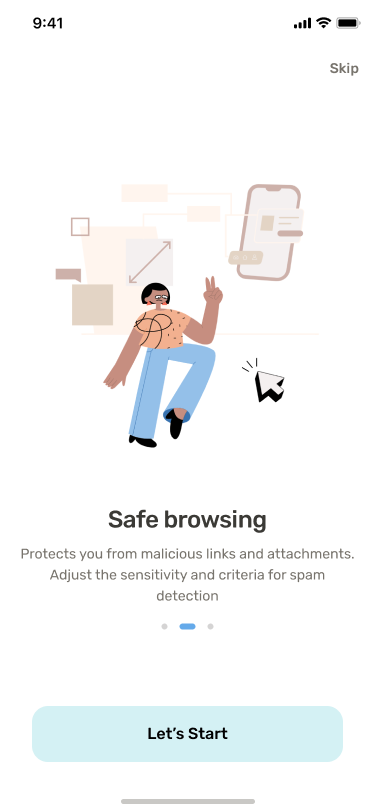 9:41
Skip
Safe browsing
Protects you from malicious links and attachments.
Adjust the sensitivity and criteria for spam
detection
Let’s Start